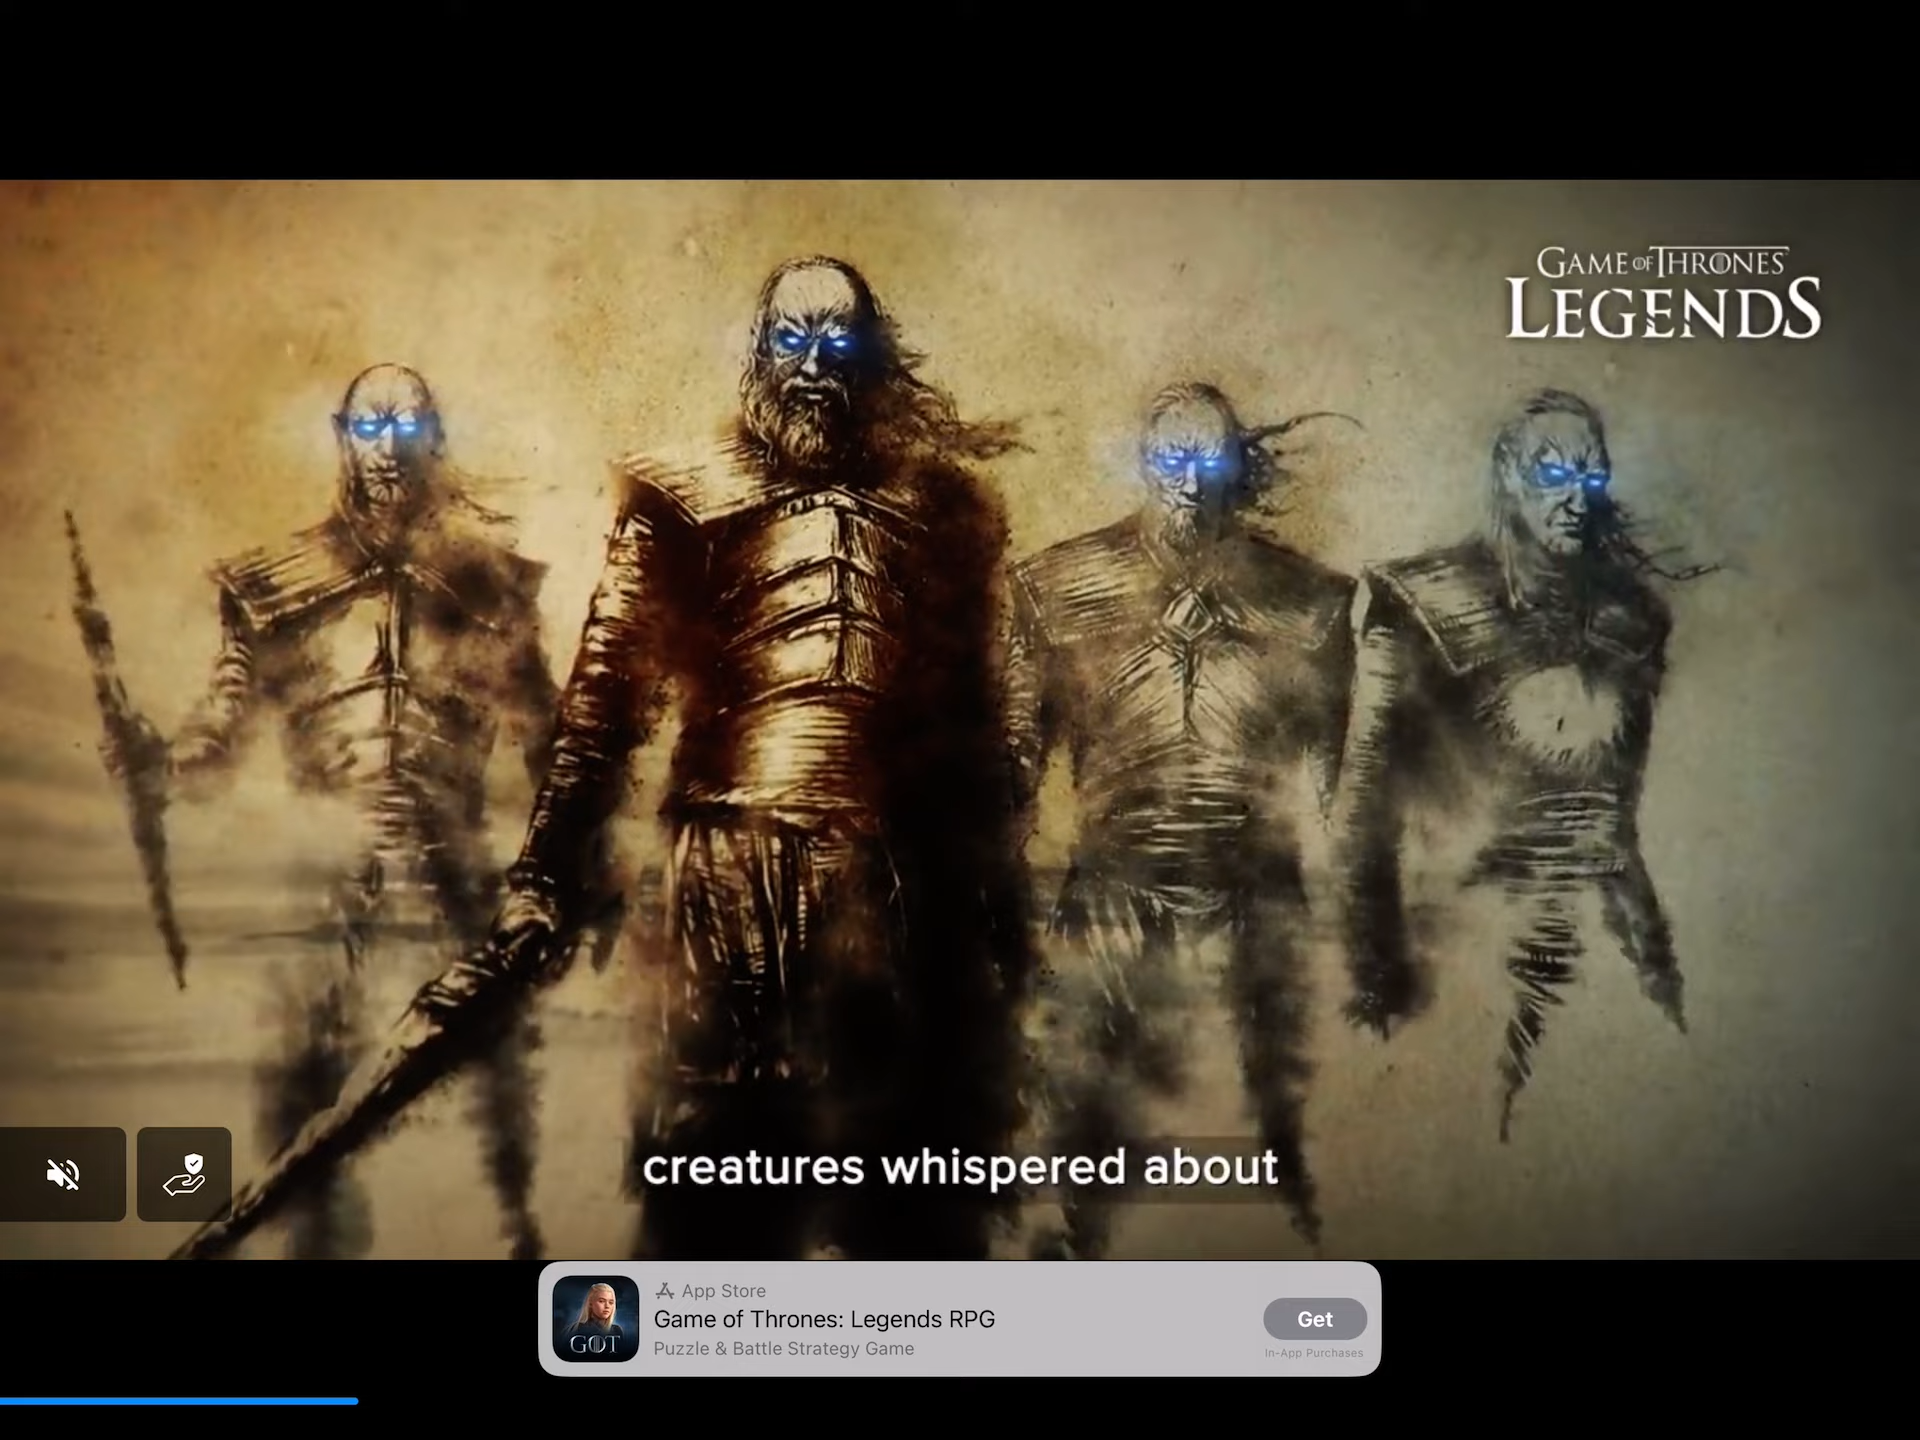 GAME OF THRONES
LEGENDS
creatures whispered about
App Store
Game of Thrones: Legends RPG
Puzzle & Battle Strategy Game
GOT
Get
In-App Purchases